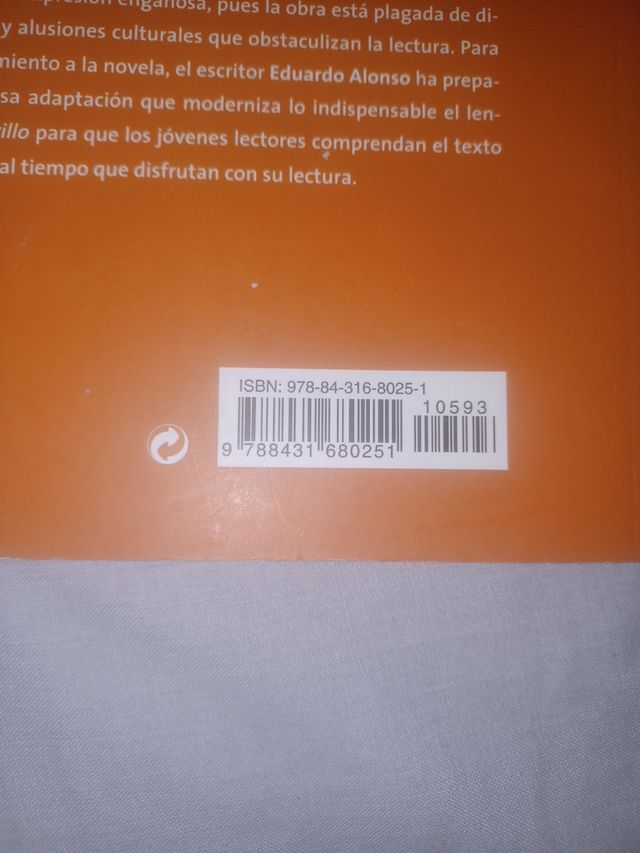 engañosa, pues la obra está plagada de di-
y alusiones culturales que obstaculizan la lectura. Para
miento a la novela, el escritor Eduardo Alonso ha prepa-
sa adaptación que moderniza lo indispensable el len-
illo para que los jóvenes lectores comprendan el texto
al tiempo que disfrutan con su lectura.
ISBN: 978-84-316-8025-1
10593
9 788431 680251